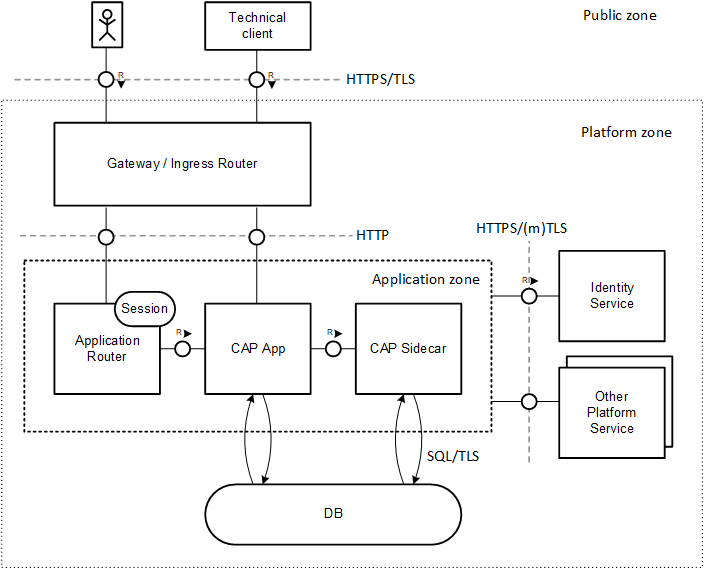 Technical
client
Public zone
R
R
HTTPS/TLS
Platform zone
Gateway / Ingress Router
HTTP
HTTPS/(m)TLS
Application zone
R
Identity
Service
Session
Application
Router
R
CAP App
R
CAP Sidecar
Other
Platform
Service
SQL/TLS
DB